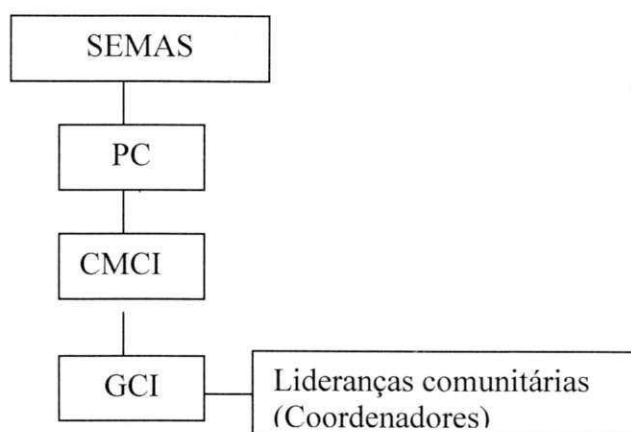 SEMAS
PC
CMCI
GCI
Lideranças comunitárias
(Coordenadores)